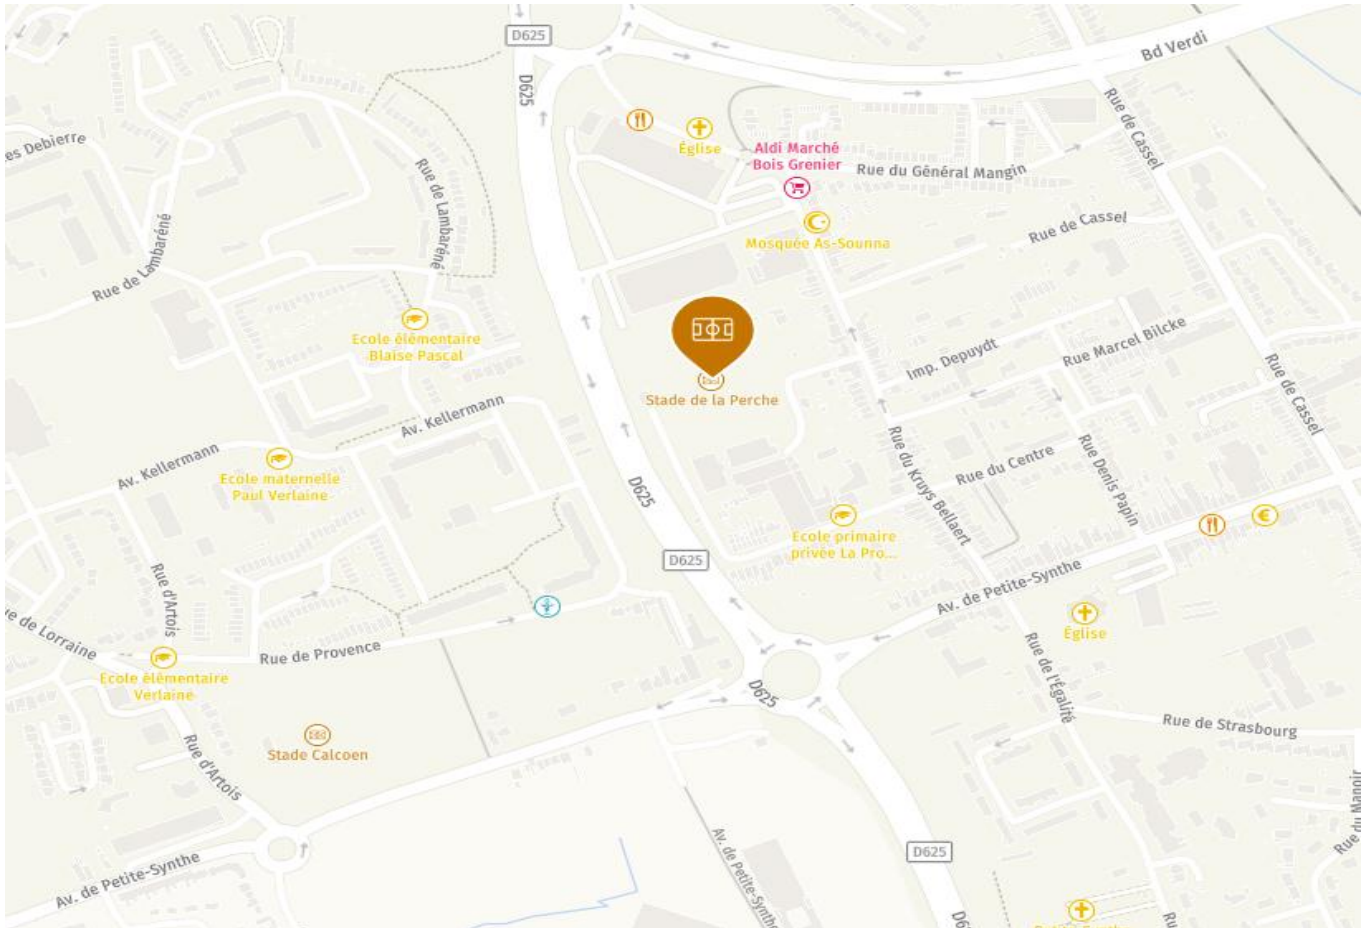 D625
Bd Verdi
D625
Rue de Cassel
es Debierre
Église
Aldi Marché
Bois Grenier
Rue du Général Mangin
Rue de Lambaréné
Rue de Cassel
Mosquée As-Sounna
Rue de Lambaréné
Ecole élémentaire
Blaise Pascal
Imp. Depuydt
Rue Marcel Bilcke
Stade de la Perche
Rue de Cassel
Av. Kellermann
Av. Kellermann
Ecole maternelle
Paul Verlaine
Rue du Kruys Bellaert
Rue du Centre
Rue Denis Papin
D625
Ecole primaire
privée La Pro...
D625
Av. de Petite-Synthe
Rue d'Artois
ue de Lorraine
Rue de Provence
Église
Ecole élémentaire
Verlaine
Rue de l'Égalité
D625
Rue de Strasbourg
Stade Calcoen
Rue d'Artois
Av. de Petite-Synthe
Av. de Petite-Synthe
D625
Rue du Manoir
Rue